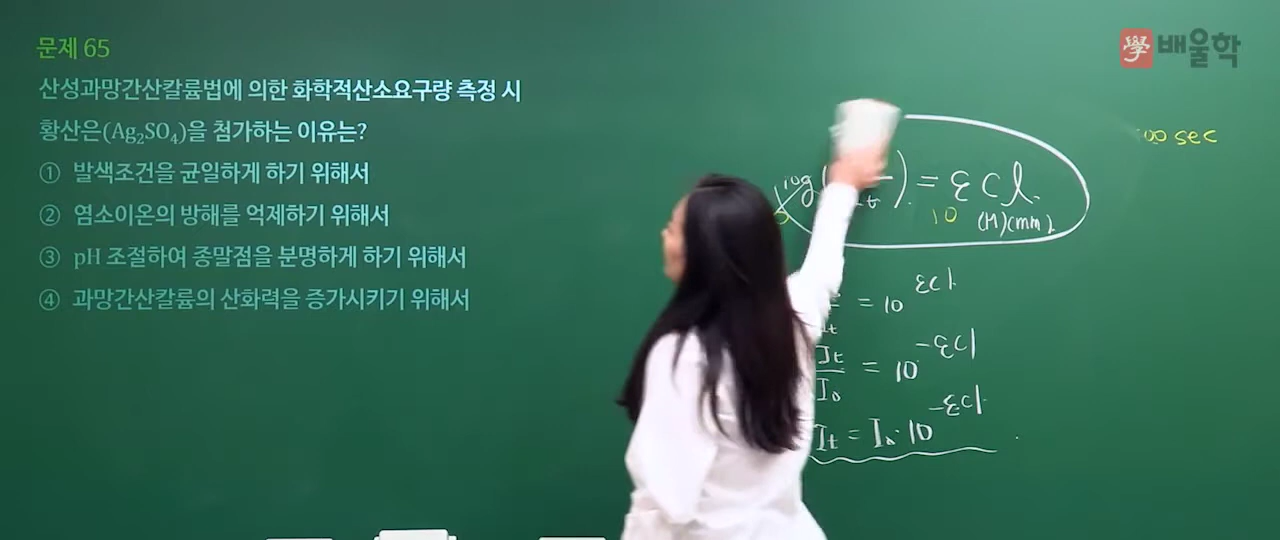 學 배울학
문제 65
산성과망간산칼륨법에 의한 화학적산소요구량 측정 시
황산은(Ag₂SO₄)을 첨가하는 이유는?
① 발색조건을 균일하게 하기 위해서
② 염소이온의 방해를 억제하기 위해서
③ pH 조절하여 종말점을 분명하게 하기 위해서
④ 과망간산칼륨의 산화력을 증가시키기 위해서
sec
log ( ) = εcl
10 (M)(mm)
= 10^εcl
It/I₀ = 10^-εcl
It = I₀·10^-εcl